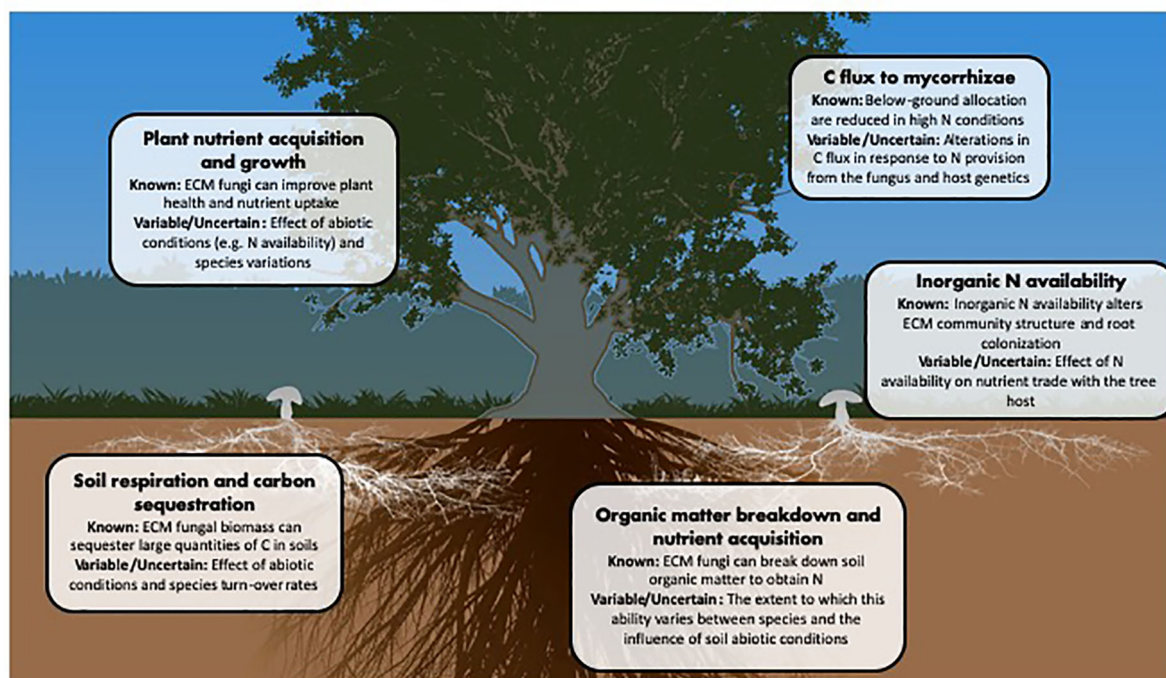 C flux to mycorrhizae
Known: Below-ground allocation
are reduced in high N conditions
Variable/Uncertain: Alterations in
C flux in response to N provision
from the fungus and host genetics
Plant nutrient acquisition
and growth
Known: ECM fungi can improve plant
health and nutrient uptake
Variable/Uncertain: Effect of abiotic
conditions (e.g. N availability) and
species variations
Inorganic N availability
Known: Inorganic N availability alters
ECM community structure and root
colonization
Variable/Uncertain: Effect of N
availability on nutrient trade with the tree
host
Soil respiration and carbon
sequestration
Known: ECM fungal biomass can
sequester large quantities of C in soils
Variable/Uncertain: Effect of abiotic
conditions and species turn-over rates
Organic matter breakdown and
nutrient acquisition
Known: ECM fungi can break down soil
organic matter to obtain N
Variable/Uncertain: The extent to which this
ability varies between species and the
influence of soil abiotic conditions